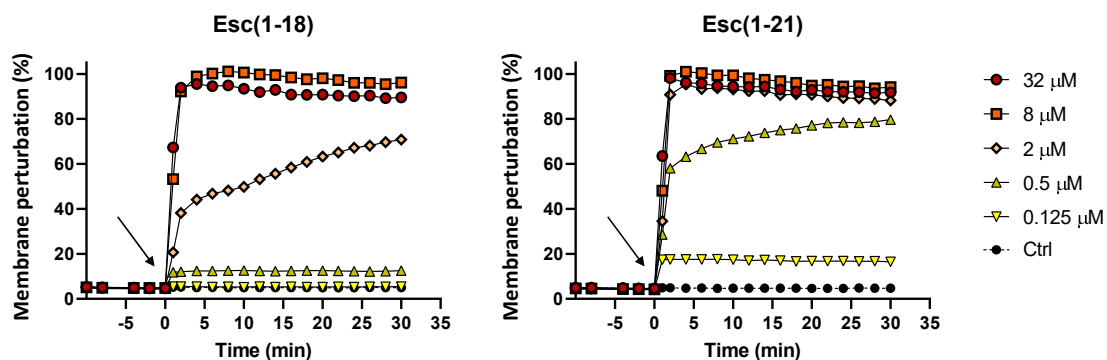 Esc(1-18)
Membrane perturbation (%)
100
80
60
40
20
0
-5 0 5 10 15 20 25 30 35
Time (min)
Esc(1-21)
Membrane perturbation (%)
100
80
60
40
20
0
-5 0 5 10 15 20 25 30 35
Time (min)
32 μM
8 μM
2 μM
0.5 μM
0.125 μM
Ctrl